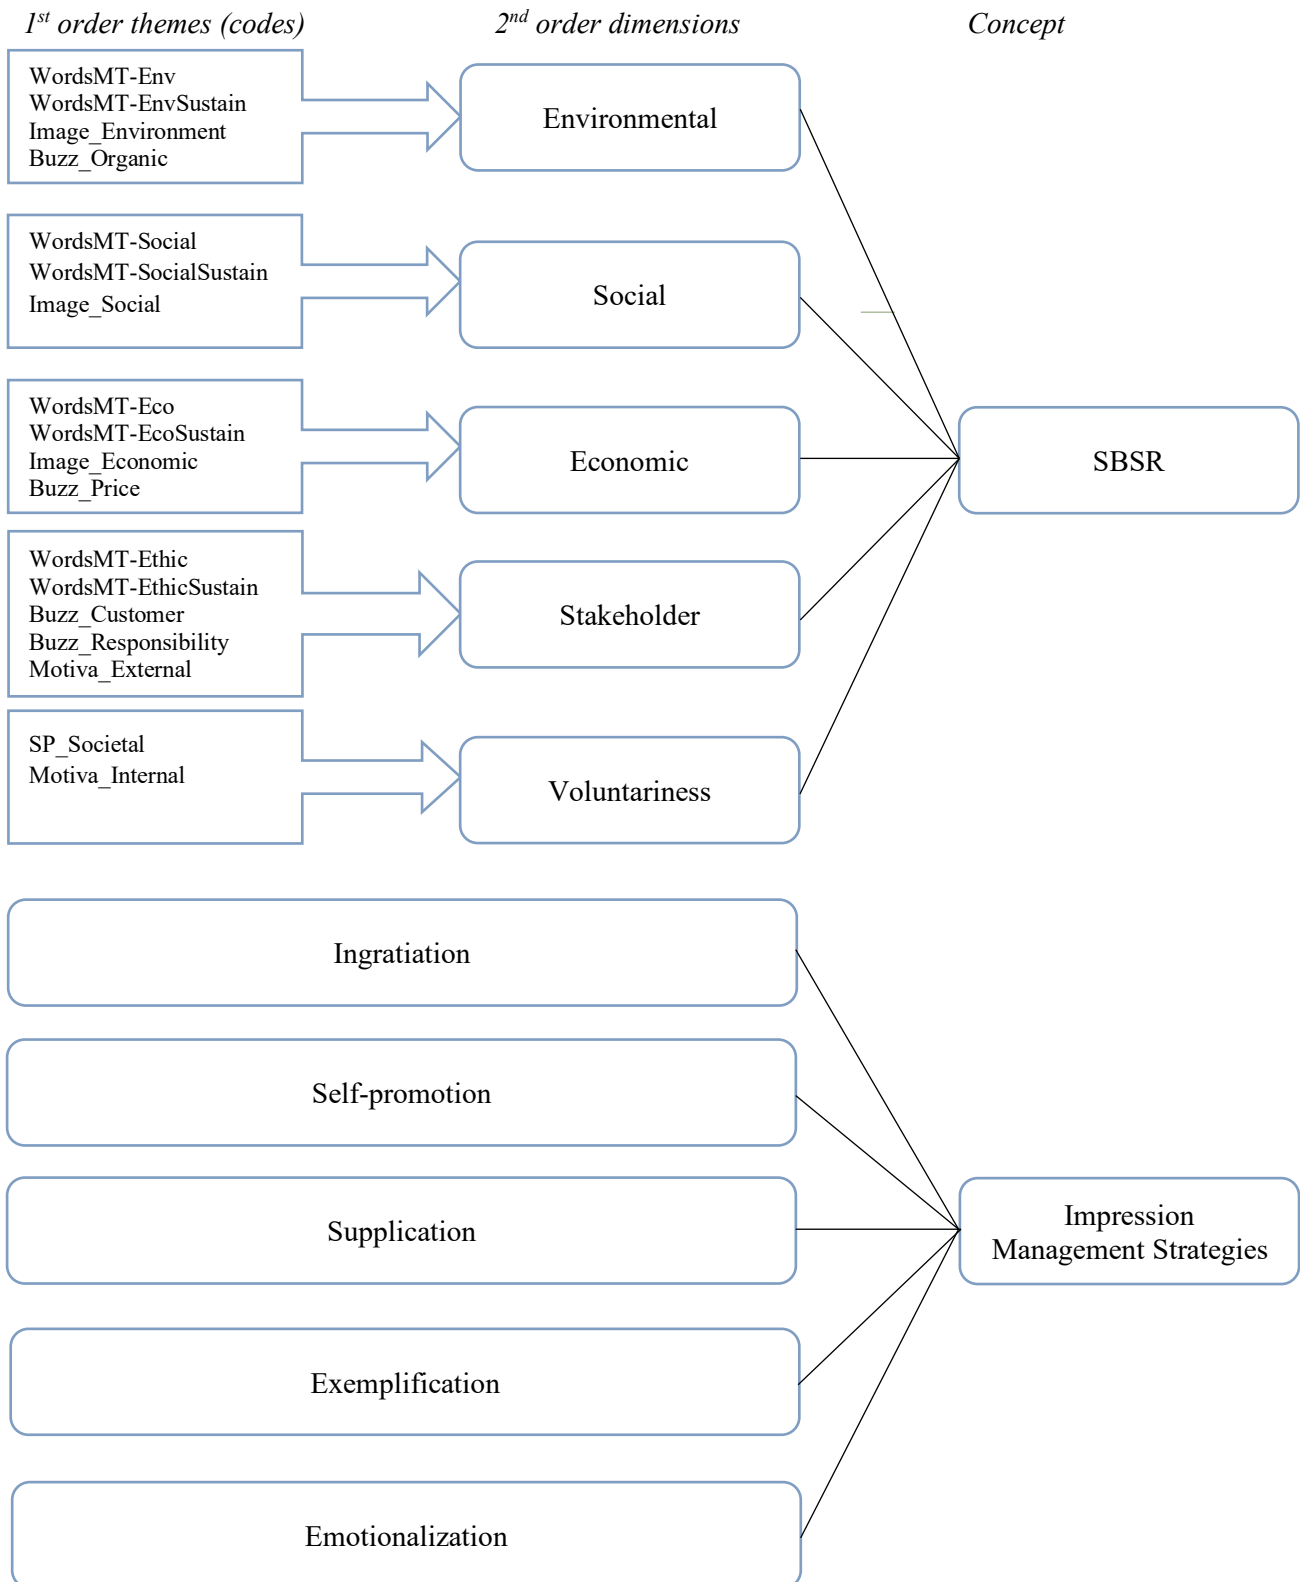 1st order themes (codes)
2nd order dimensions
Concept
WordsMT-Env
WordsMT-EnvSustain
Image_Environment
Buzz_Organic
Environmental
WordsMT-Social
WordsMT-SocialSustain
Image_Social
Social
WordsMT-Eco
WordsMT-EcoSustain
Image_Economic
Buzz_Price
Economic
SBSR
WordsMT-Ethic
WordsMT-EthicSustain
Buzz_Customer
Buzz_Responsibility
Motiva_External
Stakeholder
SP_Societal
Motiva_Internal
Voluntariness
Ingratiation
Self-promotion
Supplication
Impression
Management Strategies
Exemplification
Emotionalization